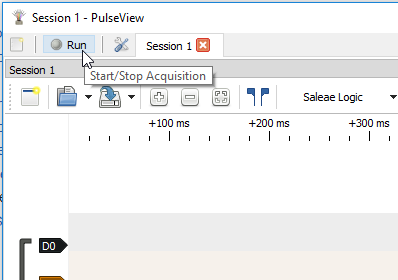 Session 1 - PulseView
Run
Session 1
Session 1
Start/Stop Acquisition
Saleae Logic
+100 ms
+200 ms
+300 ms
D0